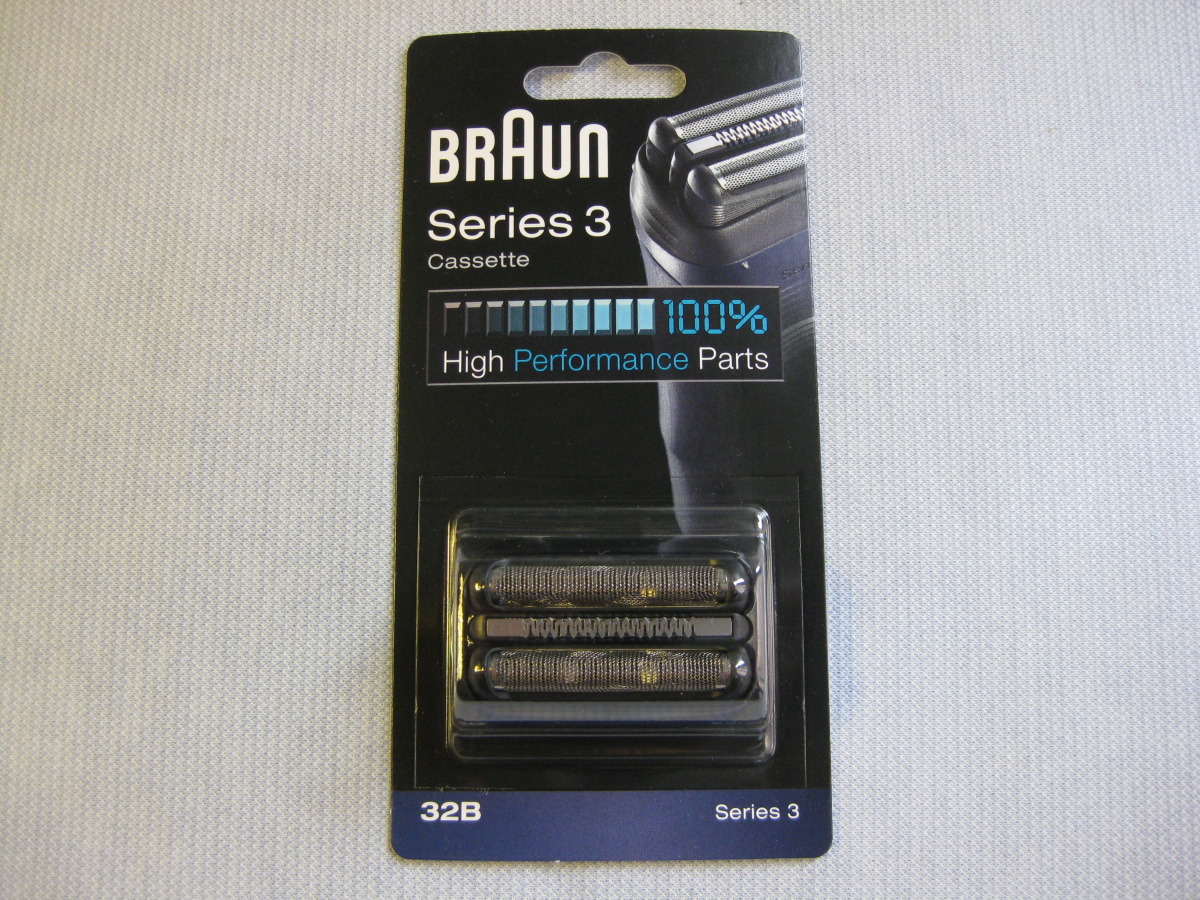 BRAUN
Series 3
Cassette
100%
High Performance Parts
32B
Series 3